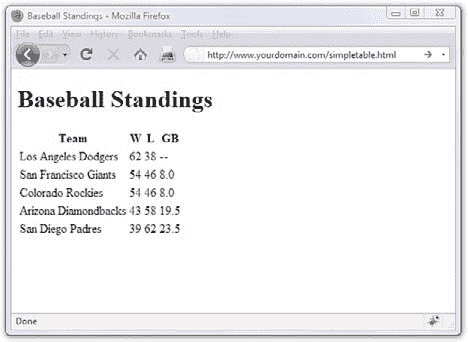 Baseball Standings - Mozilla Firefox
File Edit View History Bookmarks Tools Help
http://www.yourdomain.com/simpletable.html
Baseball Standings
Team W L GB
Los Angeles Dodgers 62 38 --
San Francisco Giants 54 46 8.0
Colorado Rockies 54 46 8.0
Arizona Diamondbacks 43 58 19.5
San Diego Padres 39 62 23.5
Done